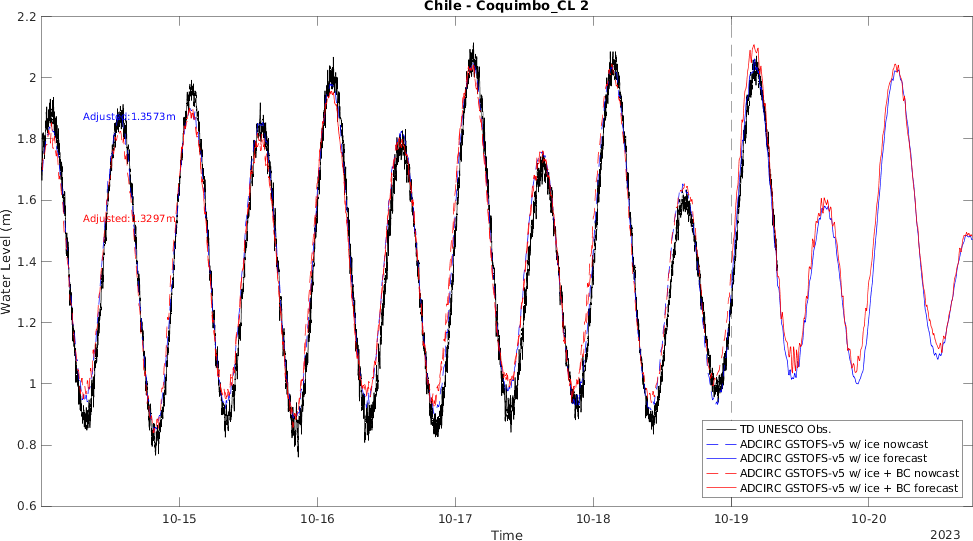 Chile - Coquimbo_CL 2
Water Level (m)
2.2
2
1.8
1.6
1.4
1.2
1
0.8
0.6
Adjusted:1.3573m
Adjusted:1.3297m
TD UNESCO Obs.
ADCIRC GSTOFS-v5 w/ ice nowcast
ADCIRC GSTOFS-v5 w/ ice forecast
ADCIRC GSTOFS-v5 w/ ice + BC nowcast
ADCIRC GSTOFS-v5 w/ ice + BC forecast
10-15 10-16 10-17 10-18 10-19 10-20
Time
2023